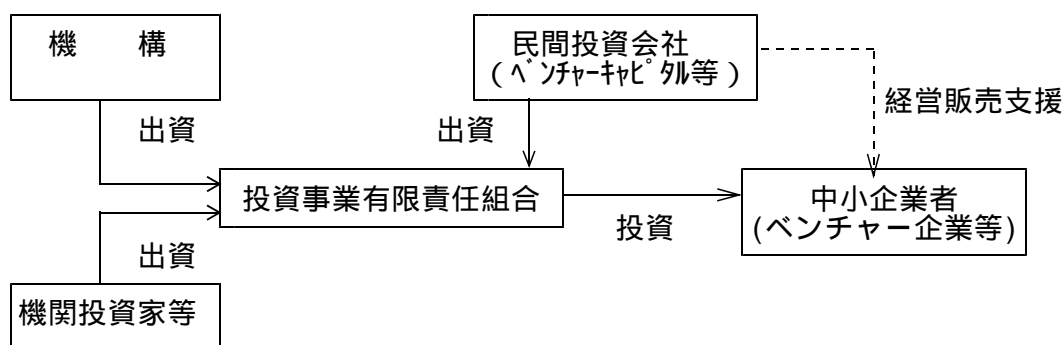 機　　構
民間投資会社
（ﾍﾞﾝﾁｬｰｷｬﾋﾟﾀﾙ等）
経営販売支援
出資
出資
投資事業有限責任組合
中小企業者
(ベンチャー企業等)
投資
出資
機関投資家等